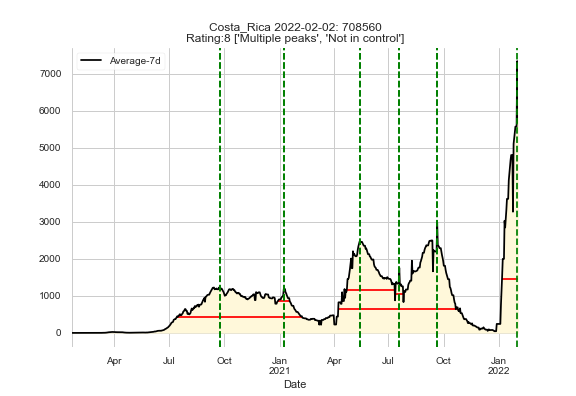 Costa_Rica 2022-02-02: 708560
Rating:8 ['Multiple peaks', 'Not in control']
Average-7d
7000
6000
5000
4000
3000
2000
1000
0
Apr Jul Oct Jan Apr Jul Oct Jan
2021 2022
Date